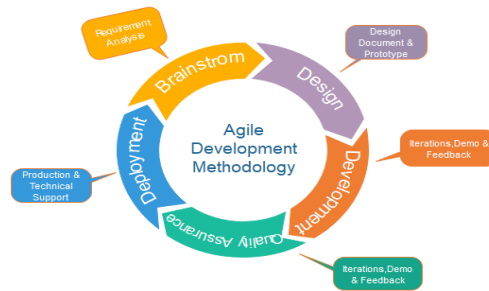 Requirement
Analysis
Brainstrom
Design
Document &
Prototype
Design
Agile
Development
Methodology
Development
Iterations,Demo &
Feedback
Deployment
Production &
Technical
Support
Quality Assurance
Iterations,Demo
& Feedback